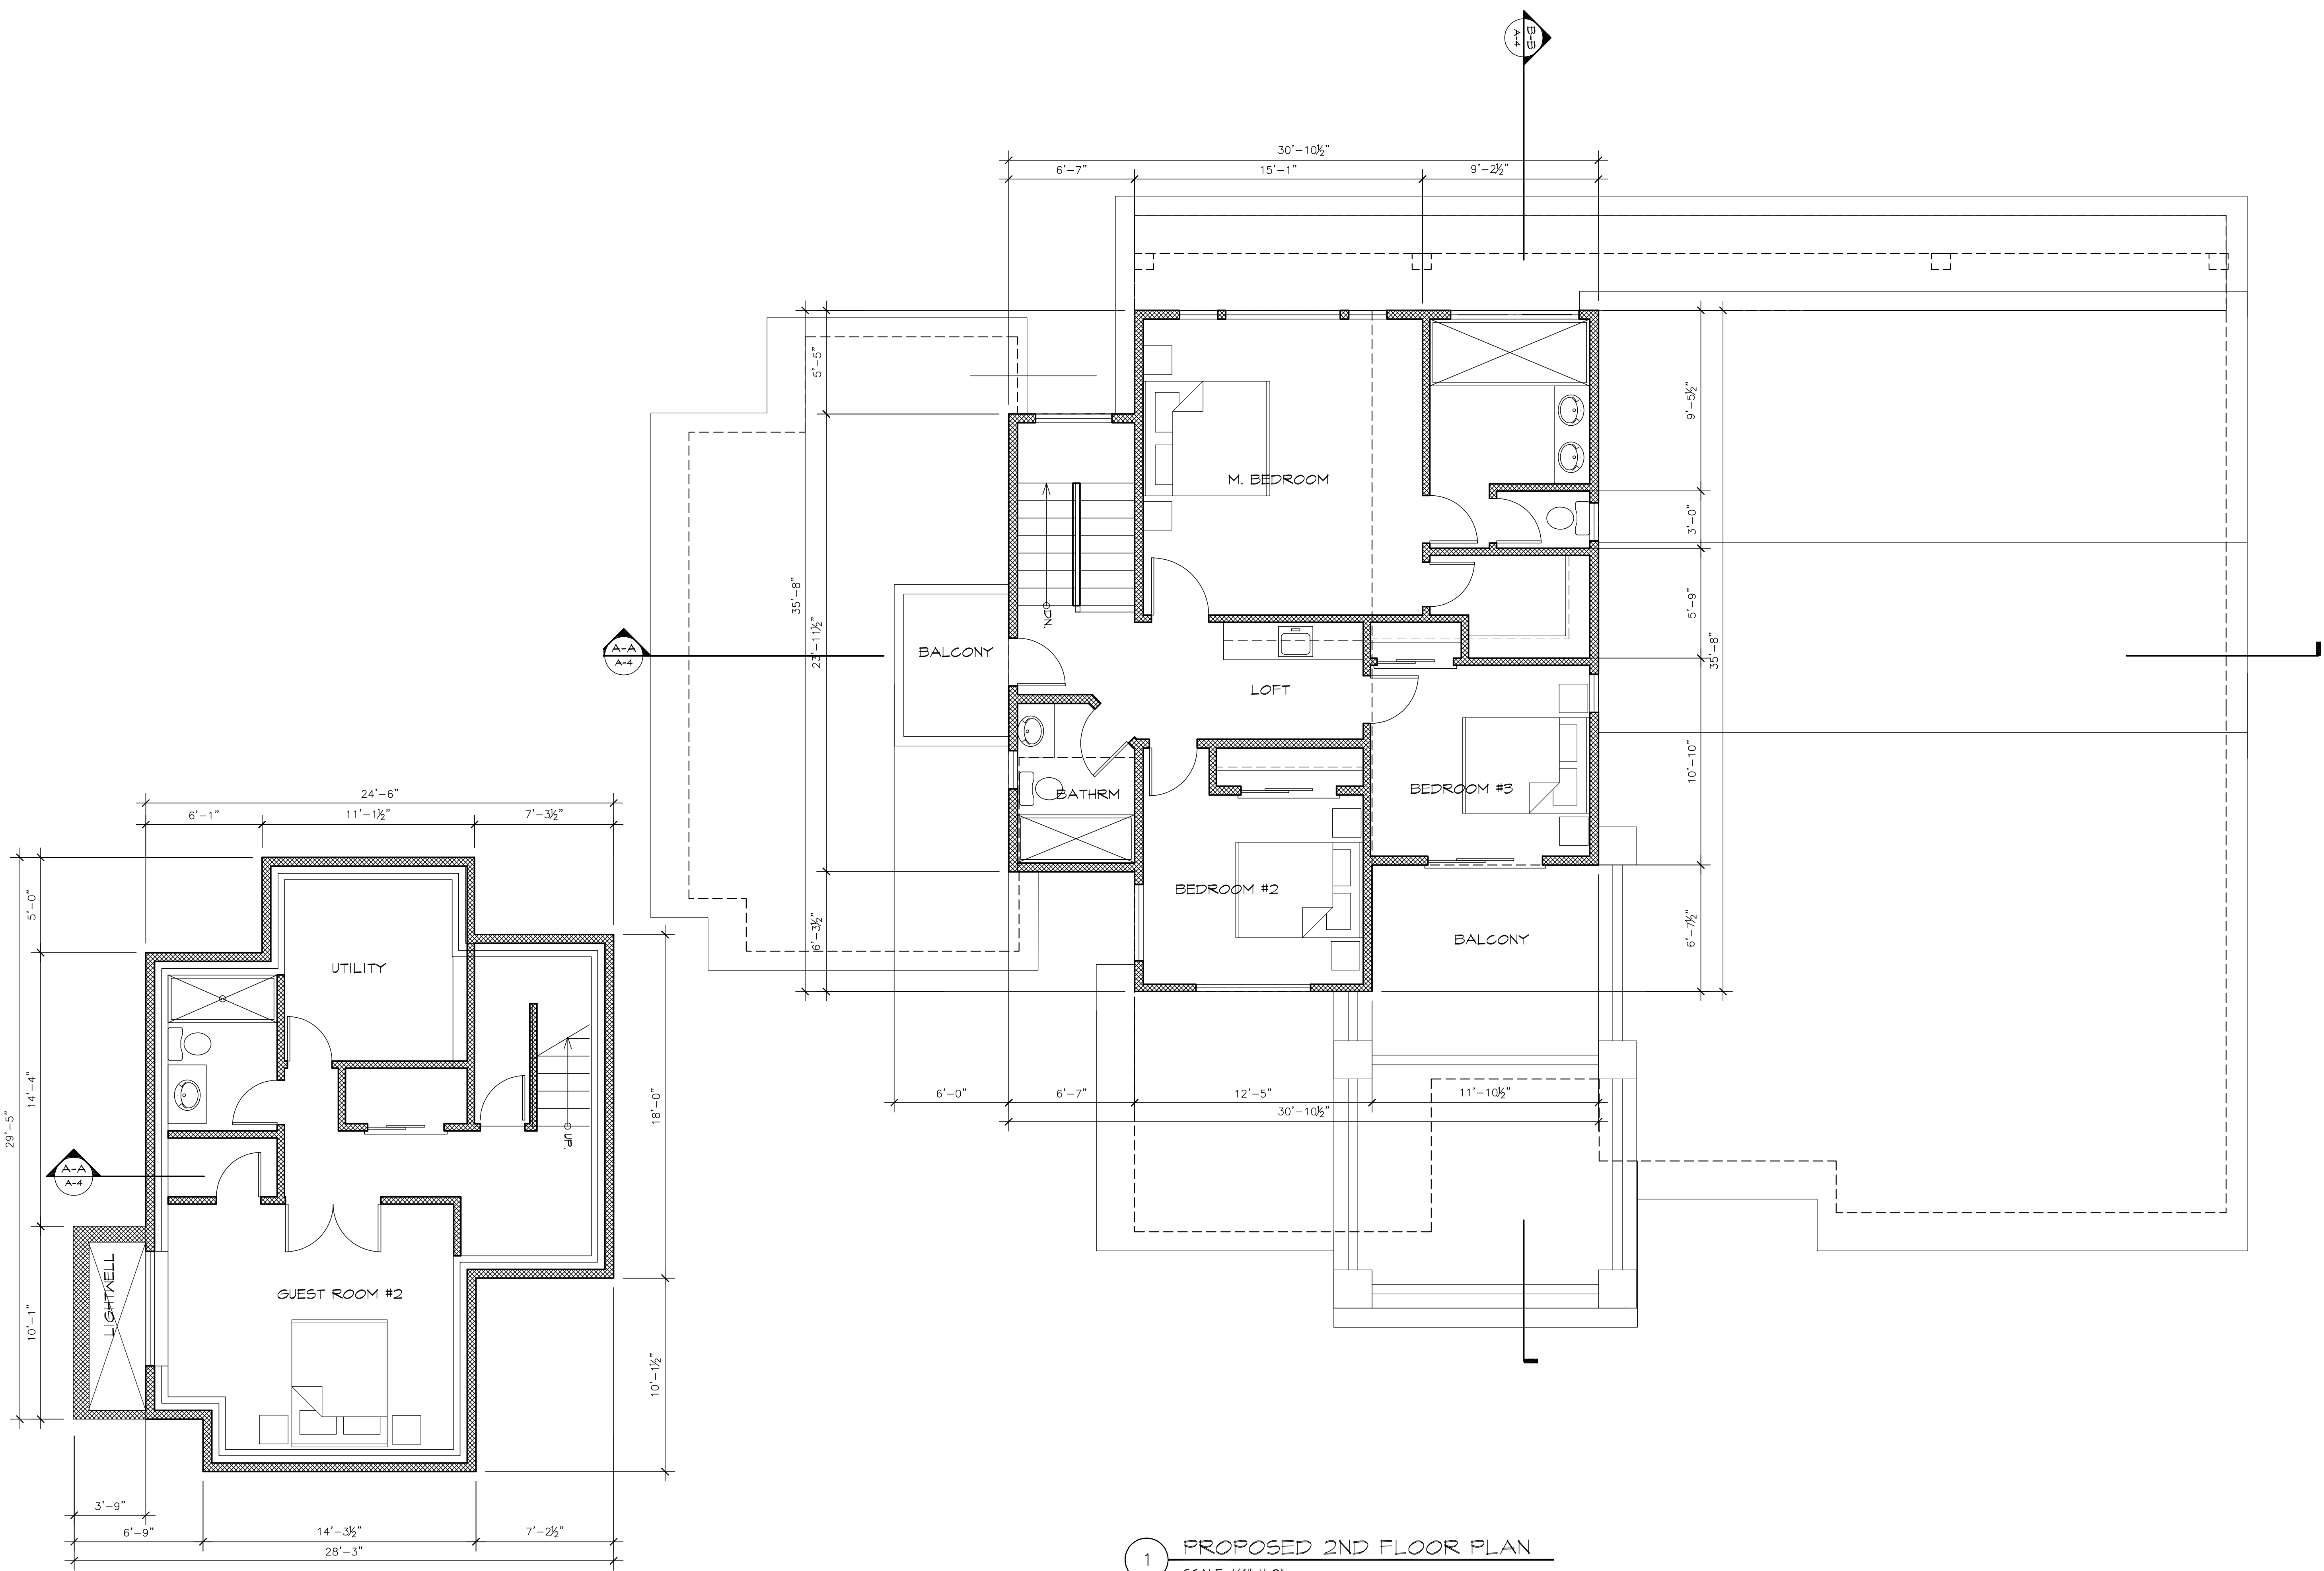 B-B
A-4
30'-10½"
6'-7"
15'-1"
9'-2½"
5'-5"
35'-8"
23'-11½"
6'-3½"
M. BEDROOM
DN.
BALCONY
A-A
A-4
LOFT
BATHRM
BEDROOM #3
BEDROOM #2
BALCONY
9'-5½"
3'-0"
5'-9"
35'-8"
10'-10"
6'-7½"
6'-0"
6'-7"
12'-5"
11'-10½"
30'-10½"
24'-6"
6'-1"
11'-1½"
7'-3½"
5'-0"
14'-4"
29'-5"
10'-1"
UTILITY
UP.
18'-0"
A-A
A-4
LIGHTWELL
GUEST ROOM #2
10'-1½"
3'-9"
6'-9"
14'-3½"
7'-2½"
28'-3"
1
PROPOSED 2ND FLOOR PLAN